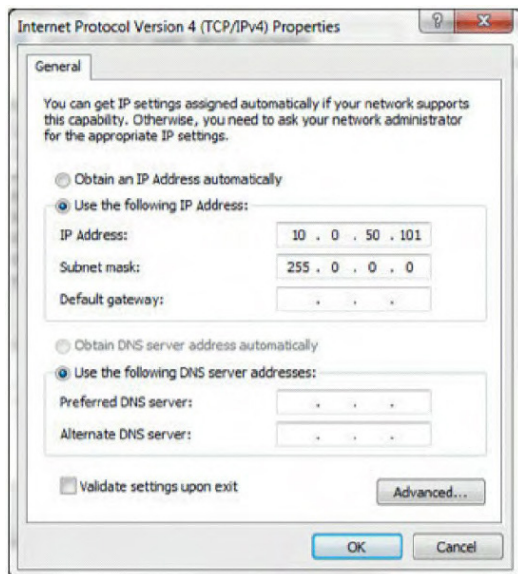 Internet Protocol Version 4 (TCP/IPv4) Properties
General
You can get IP settings assigned automatically if your network supports
this capability. Otherwise, you need to ask your network administrator
for the appropriate IP settings.
Obtain an IP Address automatically
Use the following IP Address:
IP Address: 10 . 0 . 50 . 101
Subnet mask: 255 . 0 . 0 . 0
Default gateway: . . .
Obtain DNS server address automatically
Use the following DNS server addresses:
Preferred DNS server: . . .
Alternate DNS server: . . .
Validate settings upon exit
Advanced...
OK Cancel